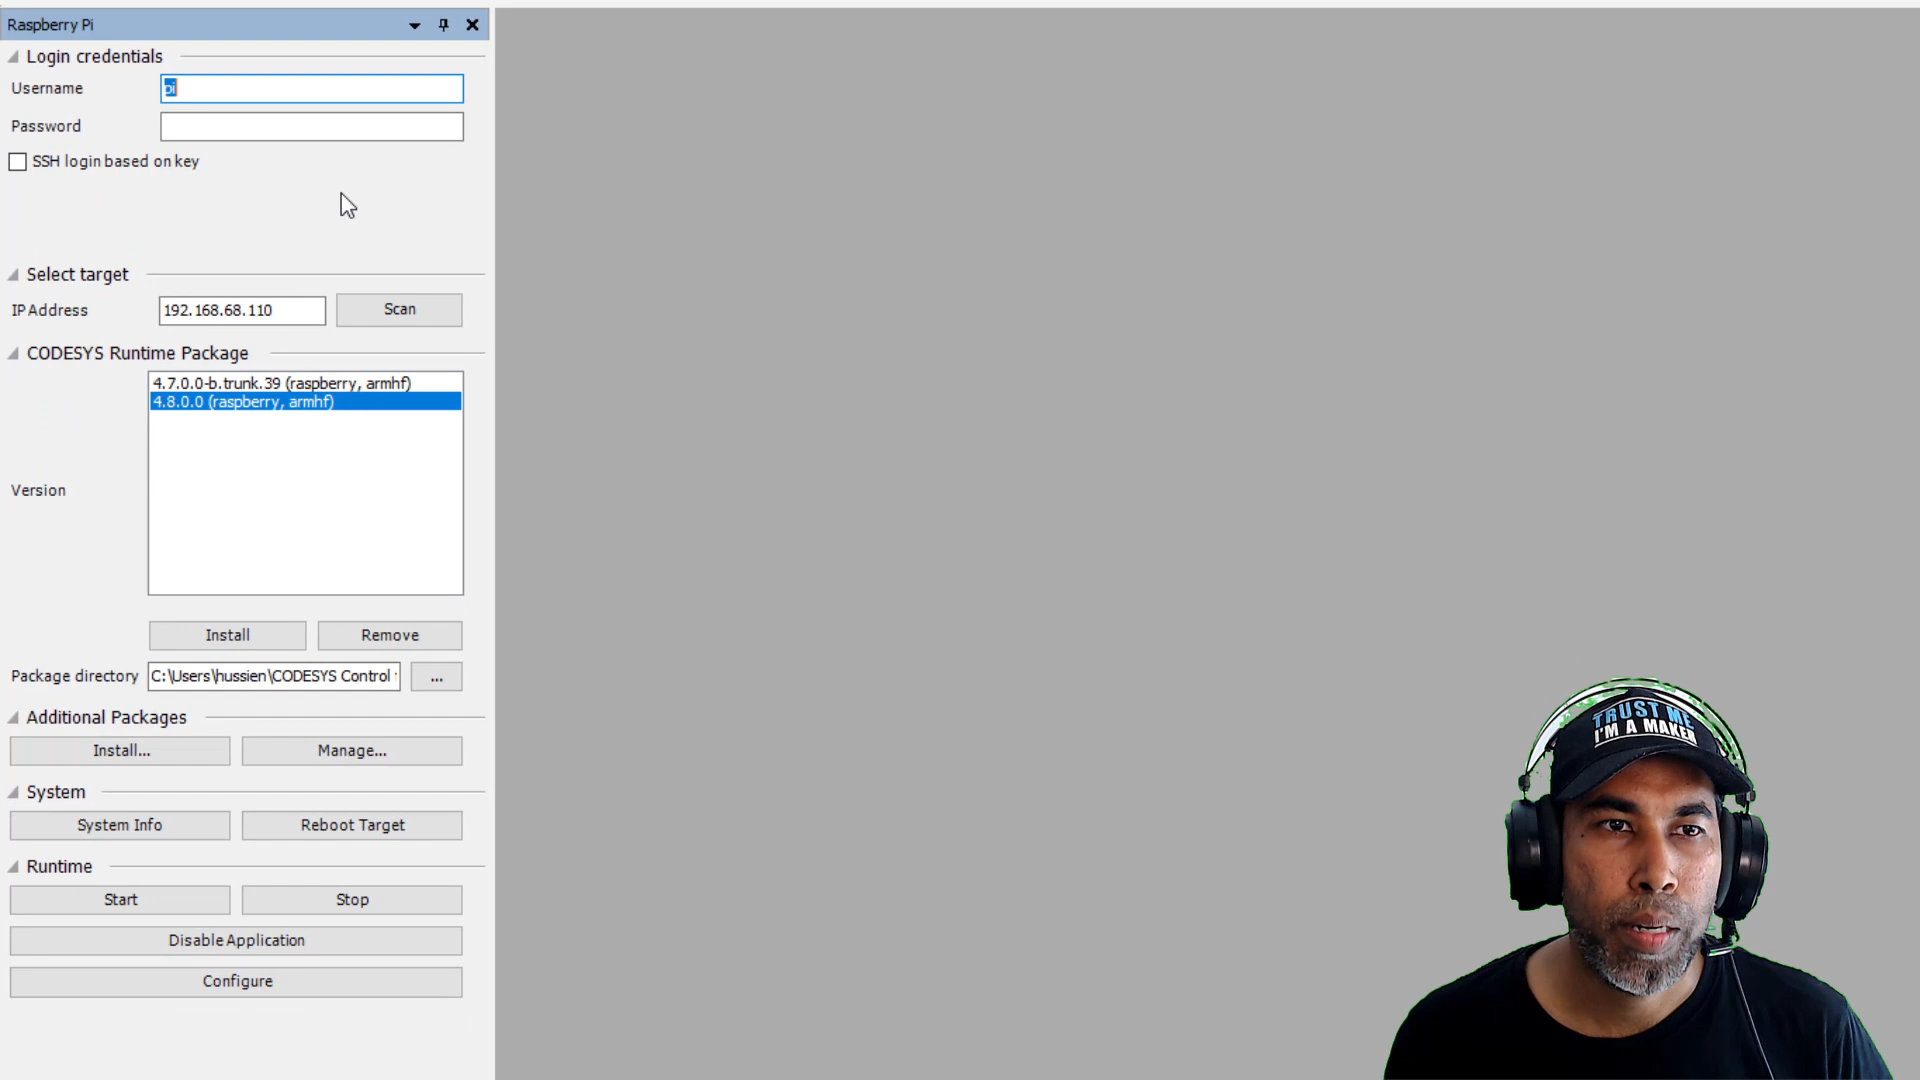 Raspberry Pi
Login credentials
Username pi
Password
SSH login based on key
Select target
IP Address 192.168.68.110 Scan
CODESYS Runtime Package
4.7.0.0-b.trunk.39 (raspberry, armhf)
4.8.0.0 (raspberry, armhf)
Version
Install Remove
Package directory C:\Users\hussien\CODESYS Control ...
Additional Packages
Install... Manage...
System
System Info Reboot Target
Runtime
Start Stop
Disable Application
Configure
TRUST ME
I'M A MAKER